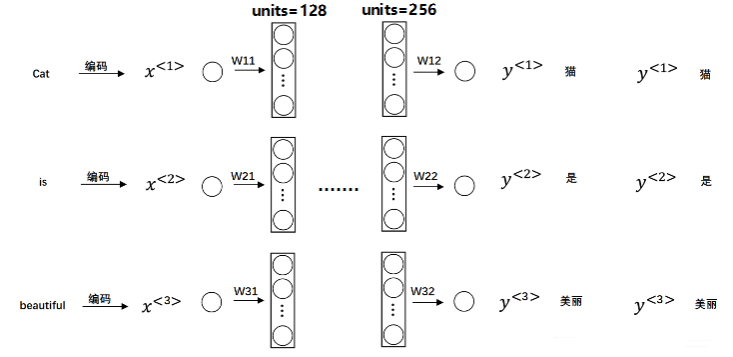 units=128 units=256
Cat 编码 x<1> W11 W12 y<1> 猫 y<1> 猫
is 编码 x<2> W21 ....... W22 y<2> 是 y<2> 是
beautiful 编码 x<3> W31 W32 y<3> 美丽 y<3> 美丽